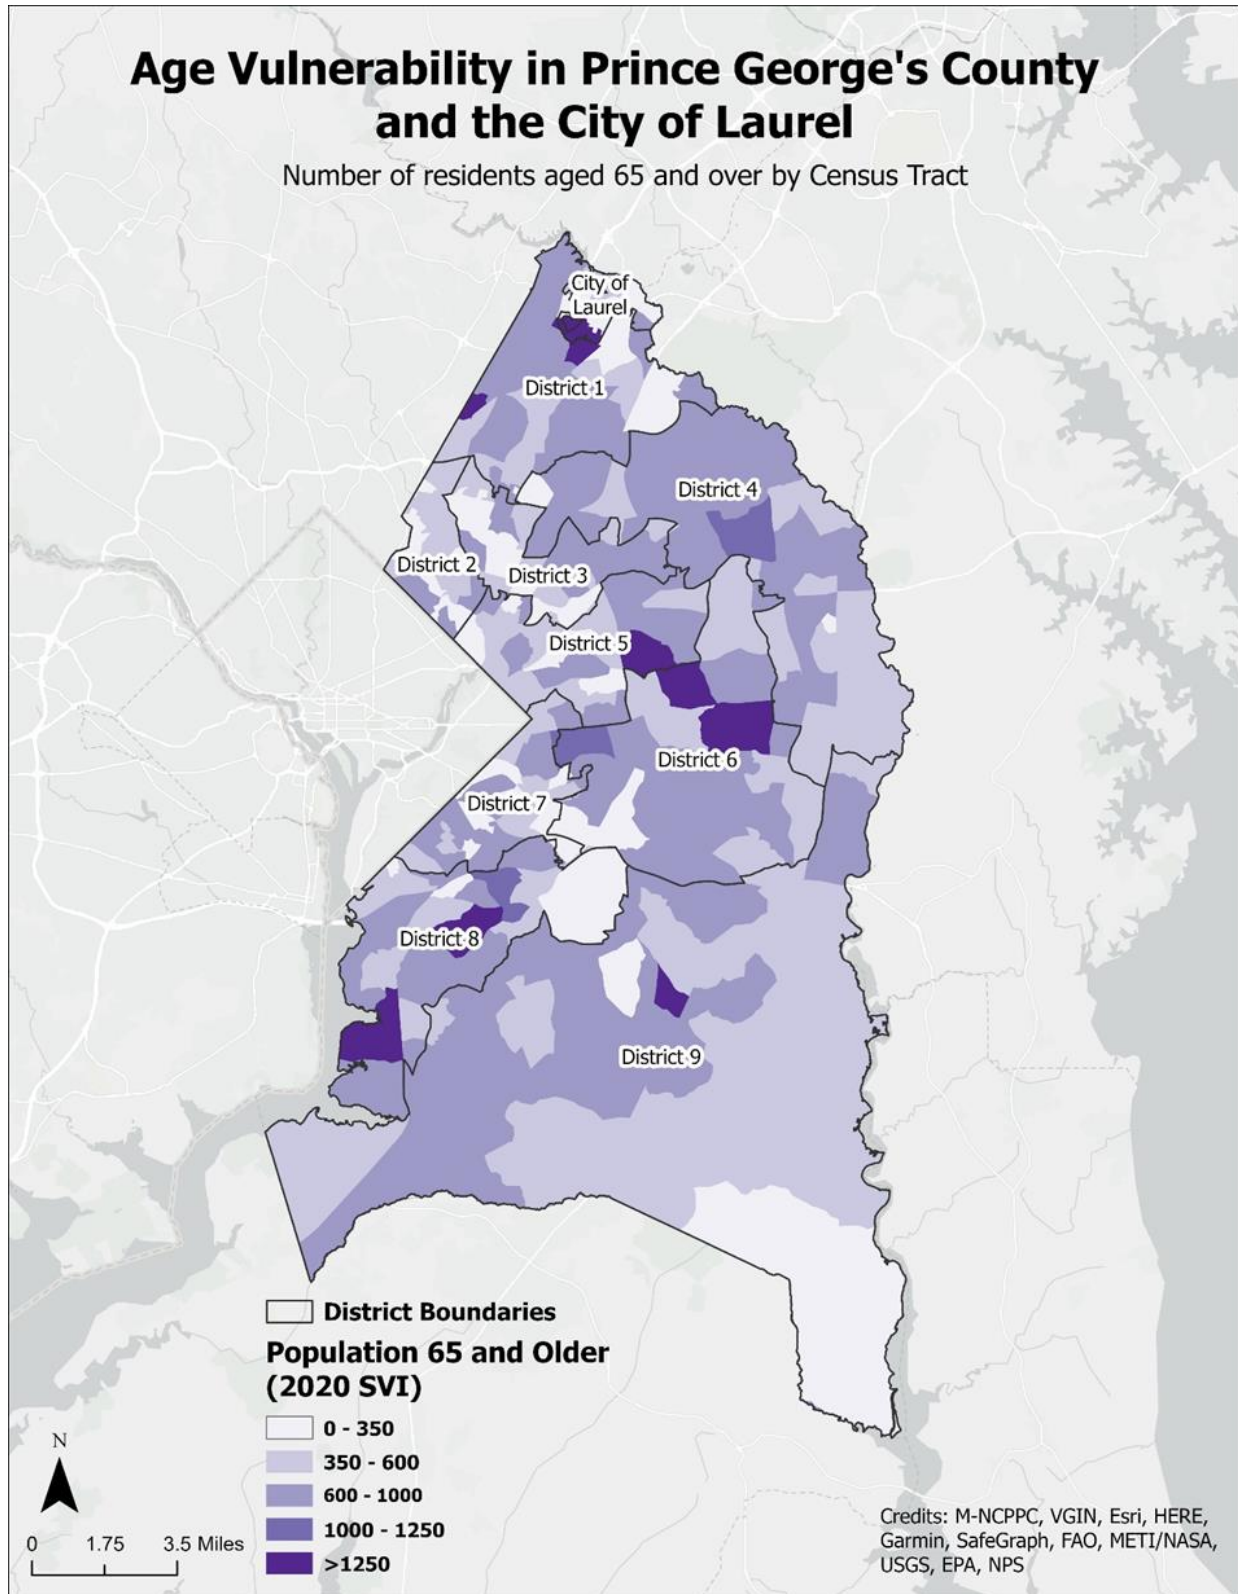 Age Vulnerability in Prince George's County
and the City of Laurel
Number of residents aged 65 and over by Census Tract
City of
Laurel
District 1
District 4
District 2
District 3
District 5
District 6
District 7
District 8
District 9
District Boundaries
Population 65 and Older
(2020 SVI)
0 - 350
350 - 600
600 - 1000
1000 - 1250
>1250
N
0 1.75 3.5 Miles
Credits: M-NCPPC, VGIN, Esri, HERE,
Garmin, SafeGraph, FAO, METI/NASA,
USGS, EPA, NPS